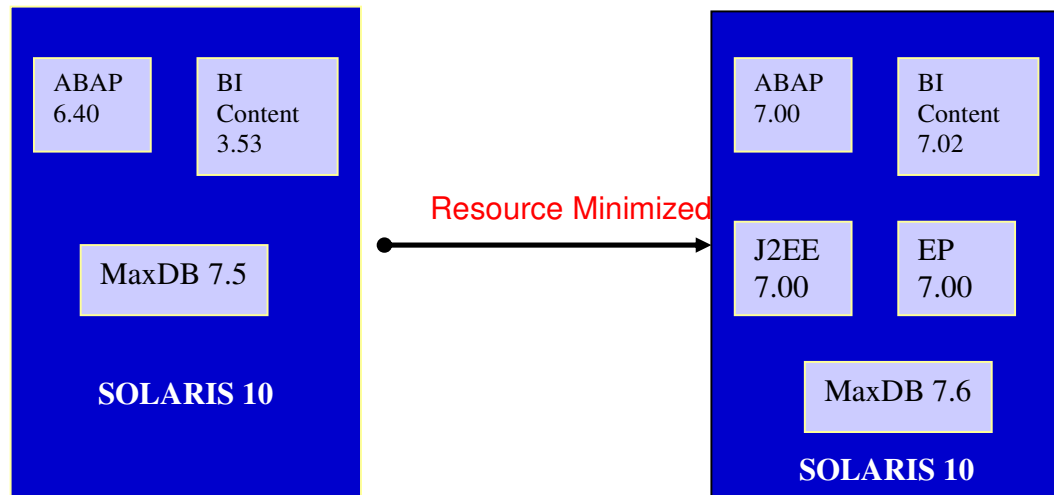 ABAP
6.40
BI
Content
3.53
MaxDB 7.5
SOLARIS 10
Resource Minimized
ABAP
7.00
BI
Content
7.02
J2EE
7.00
EP
7.00
MaxDB 7.6
SOLARIS 10